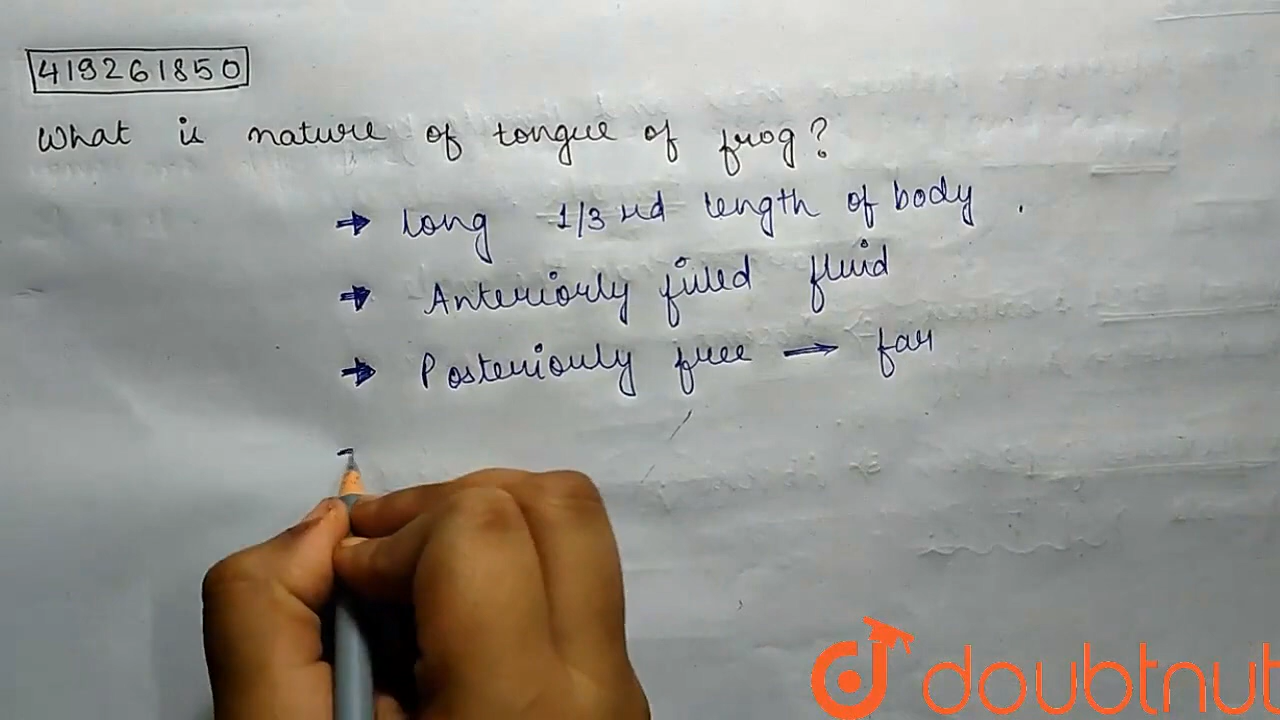 419261850
What is nature of tongue of frog?
→ long 1/3 rd length of body .
→ Anteriorly filled fluid
→ Posteriorly free → far
doubtnut